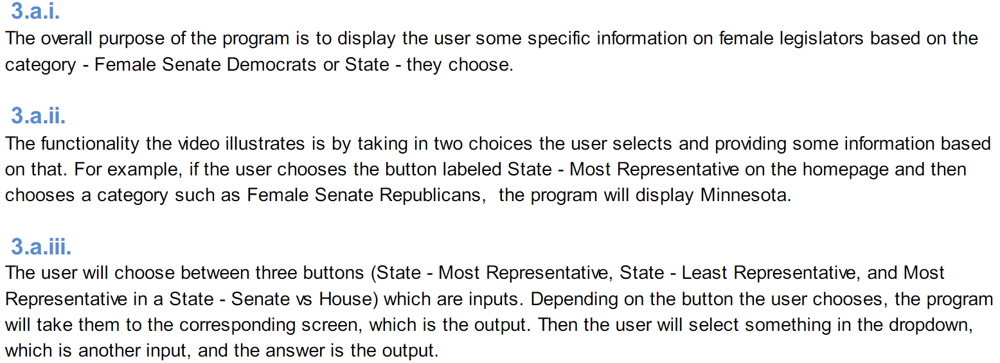 3.a.i.
The overall purpose of the program is to display the user some specific information on female legislators based on the
category - Female Senate Democrats or State - they choose.
3.a.ii.
The functionality the video illustrates is by taking in two choices the user selects and providing some information based
on that. For example, if the user chooses the button labeled State - Most Representative on the homepage and then
chooses a category such as Female Senate Republicans,  the program will display Minnesota.
3.a.iii.
The user will choose between three buttons (State - Most Representative, State - Least Representative, and Most
Representative in a State - Senate vs House) which are inputs. Depending on the button the user chooses, the program
will take them to the corresponding screen, which is the output. Then the user will select something in the dropdown,
which is another input, and the answer is the output.